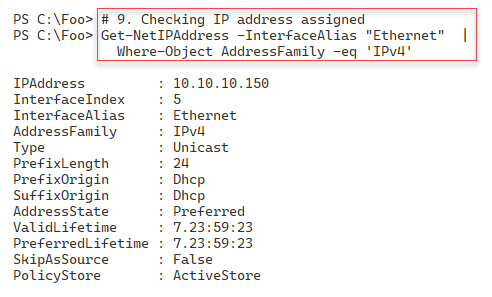 PS C:\Foo> # 9. Checking IP address assigned
PS C:\Foo> Get-NetIPAddress -InterfaceAlias "Ethernet"  |
             Where-Object AddressFamily -eq 'IPv4'

IPAddress         : 10.10.10.150
InterfaceIndex    : 5
InterfaceAlias    : Ethernet
AddressFamily     : IPv4
Type              : Unicast
PrefixLength      : 24
PrefixOrigin      : Dhcp
SuffixOrigin      : Dhcp
AddressState      : Preferred
ValidLifetime     : 7.23:59:23
PreferredLifetime : 7.23:59:23
SkipAsSource      : False
PolicyStore       : ActiveStore